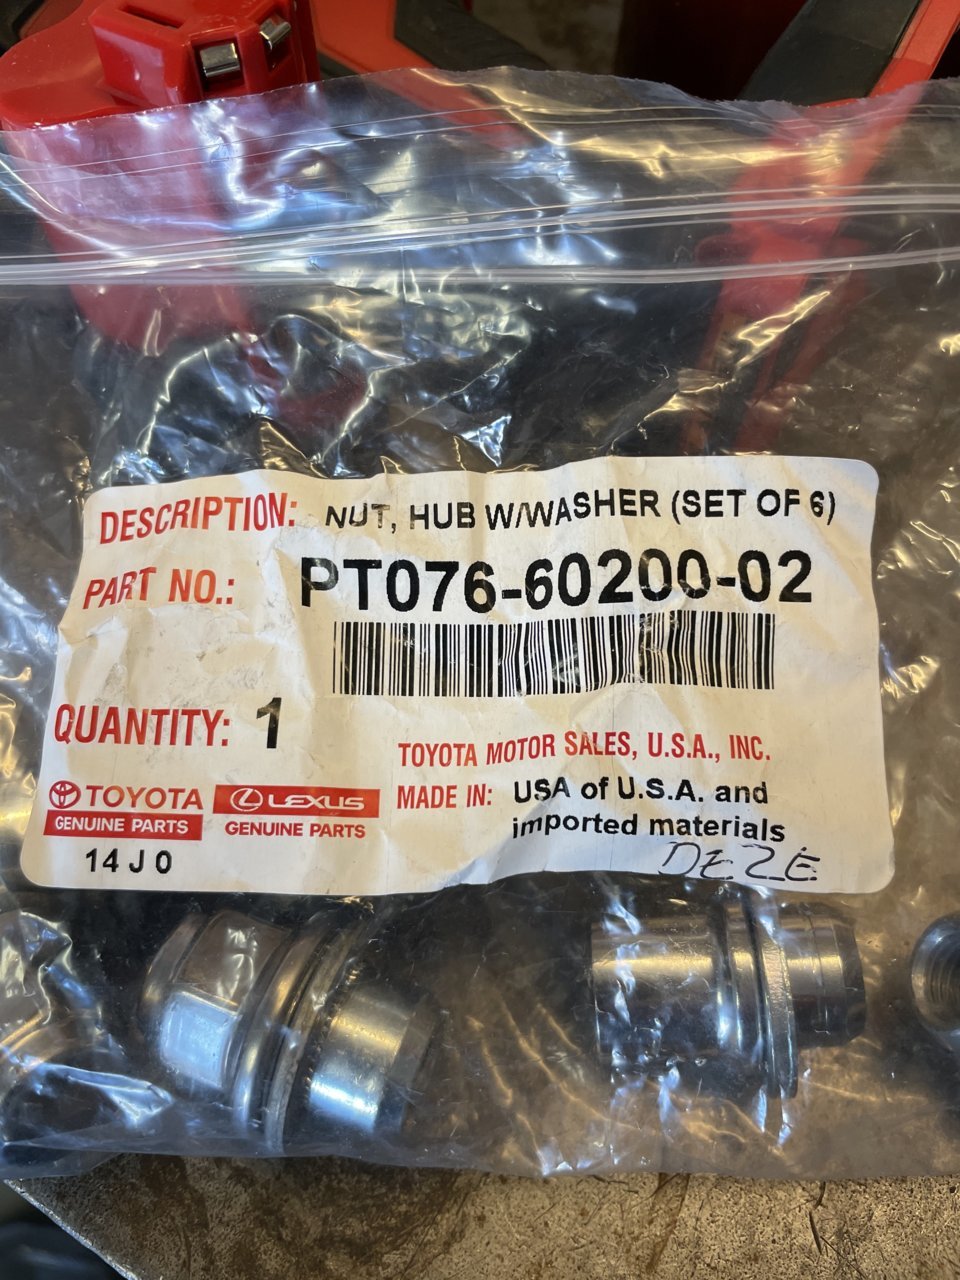 DESCRIPTION: NUT, HUB W/WASHER (SET OF 6)
PART NO.: PT076-60200-02
QUANTITY: 1
TOYOTA MOTOR SALES, U.S.A., INC.
MADE IN: USA of U.S.A. and
imported materials
TOYOTA
GENUINE PARTS
LEXUS
GENUINE PARTS
14 J 0
DEZE